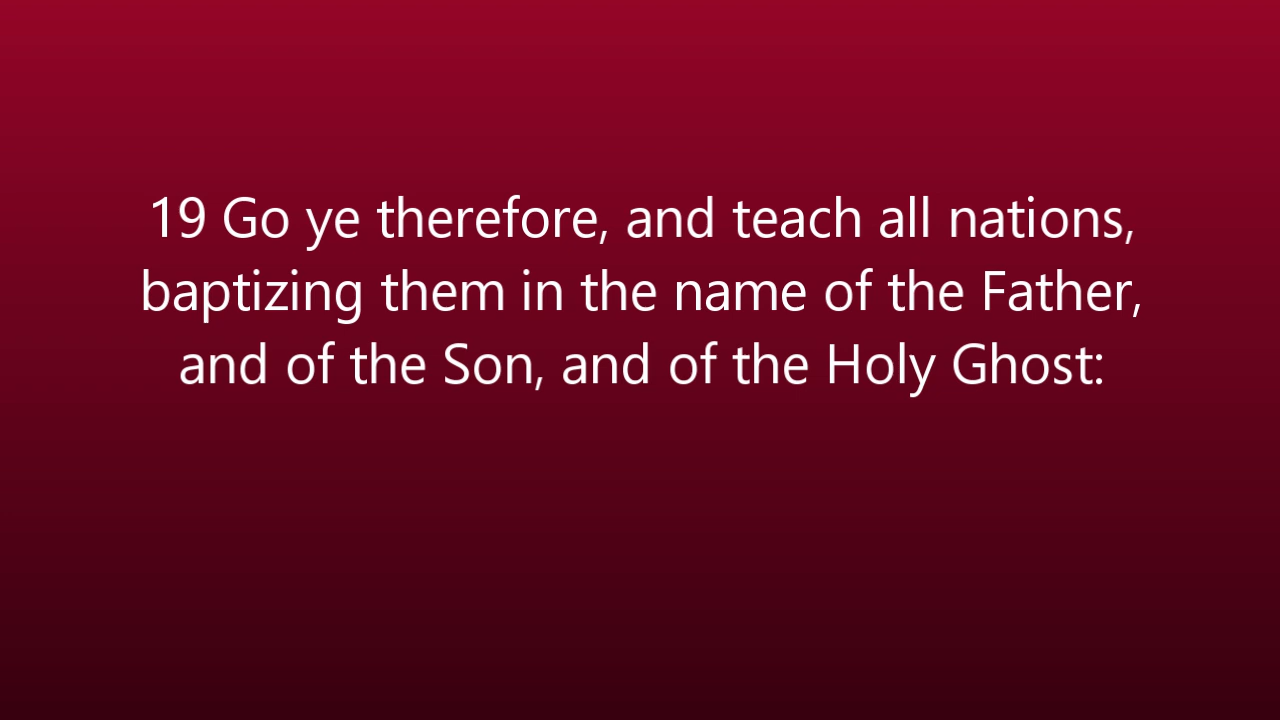 19 Go ye therefore, and teach all nations,
baptizing them in the name of the Father,
and of the Son, and of the Holy Ghost: